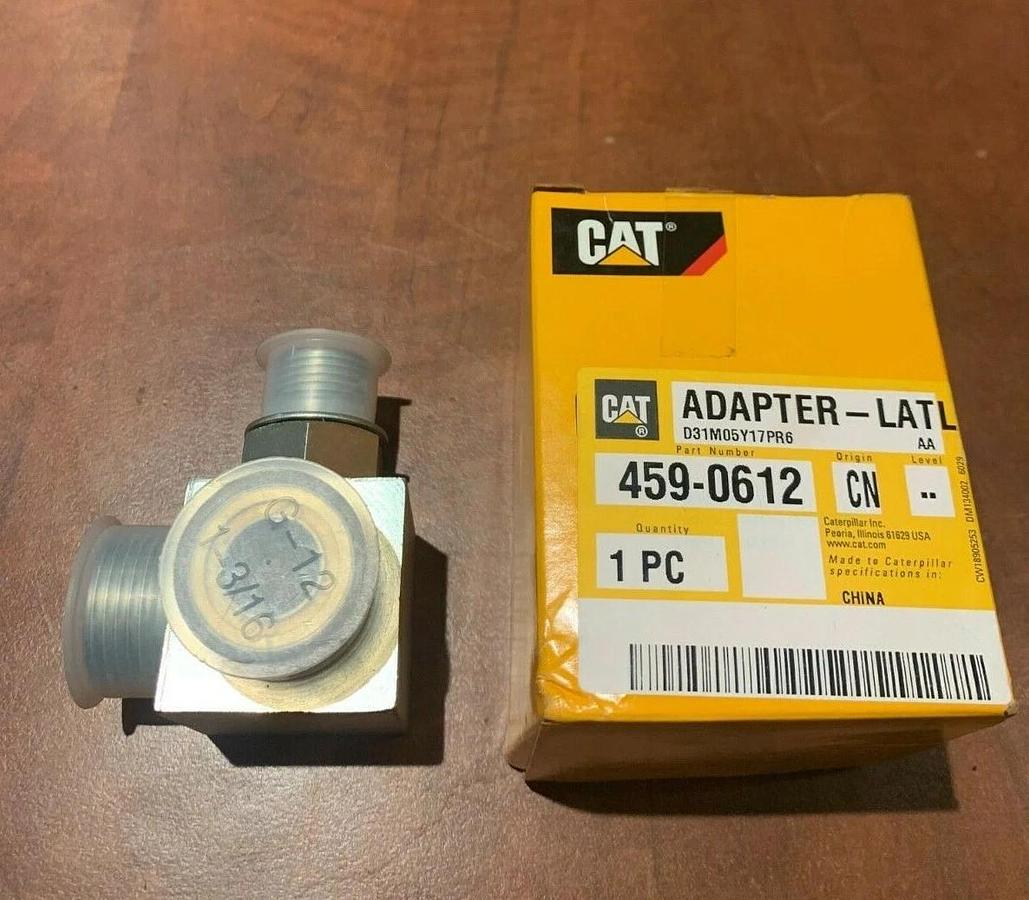 CAT®
CAT®
ADAPTER-LATL
D31M05Y17PR6
AA
Part Number
Origin
Level
459-0612
CN
--
Quantity
1 PC
Caterpillar Inc.
Peoria, Illinois 61629 USA
www.cat.com
Made to Caterpillar
specifications in:
CHINA
CW18905253 DM134002 6029
1-3/16
-12